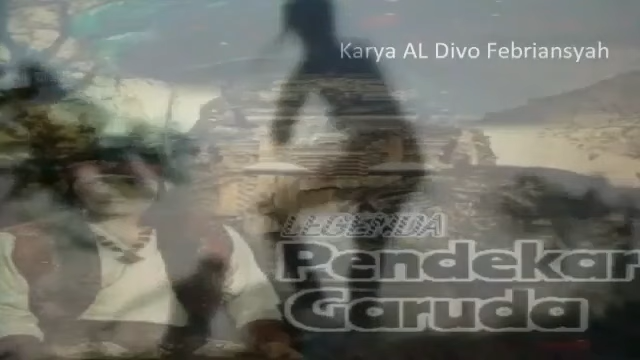 Karya AL Divo Febriansyah
LEGENDA
Pendekar
Garuda